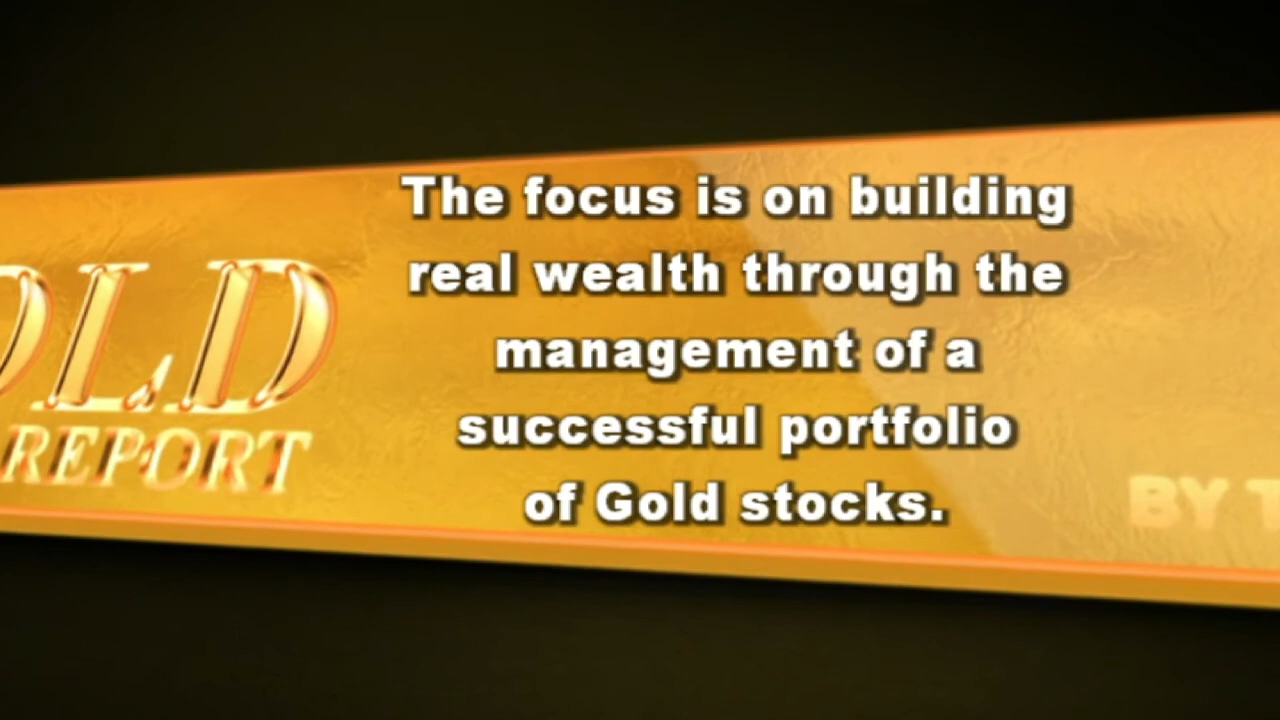 The focus is on building
real wealth through the
management of a
successful portfolio
of Gold stocks.
OLD
REPORT
BY T